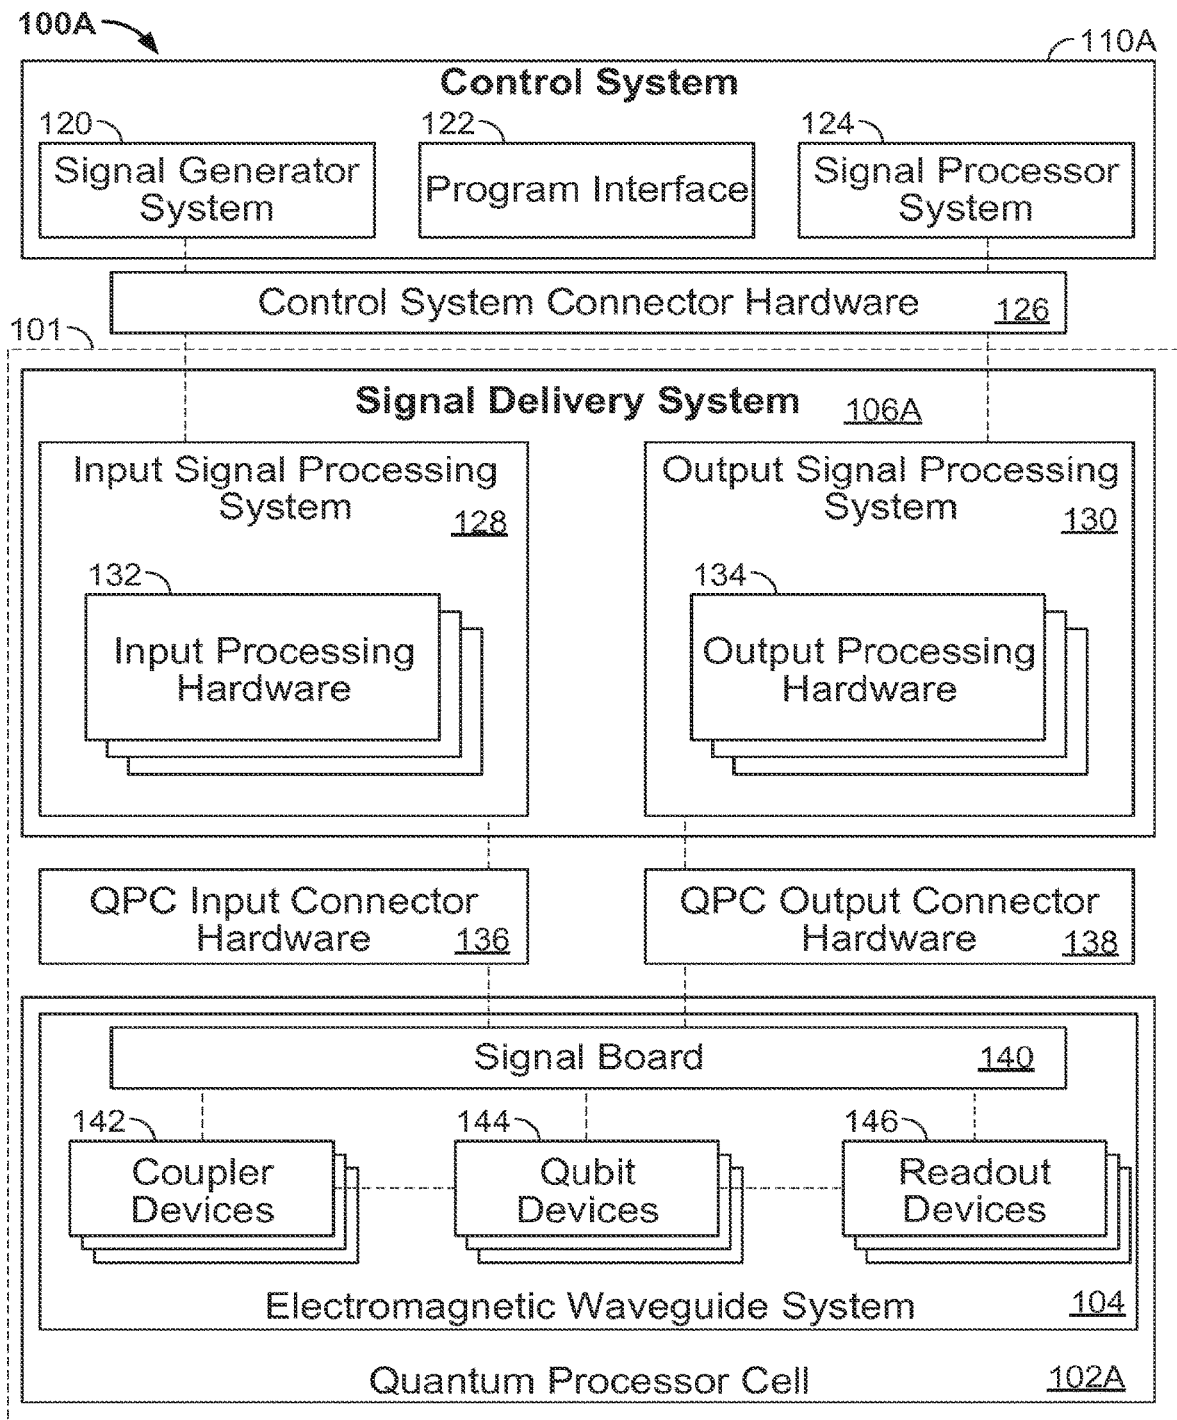 100A
110A
Control System
120
122
124
Signal Generator
System
Program Interface
Signal Processor
System
Control System Connector Hardware
126
101
Signal Delivery System
106A
Input Signal Processing
System
128
Output Signal Processing
System
130
132
134
Input Processing
Hardware
Output Processing
Hardware
QPC Input Connector
Hardware
136
QPC Output Connector
Hardware
138
Signal Board
140
142
144
146
Coupler
Devices
Qubit
Devices
Readout
Devices
Electromagnetic Waveguide System
104
Quantum Processor Cell
102A